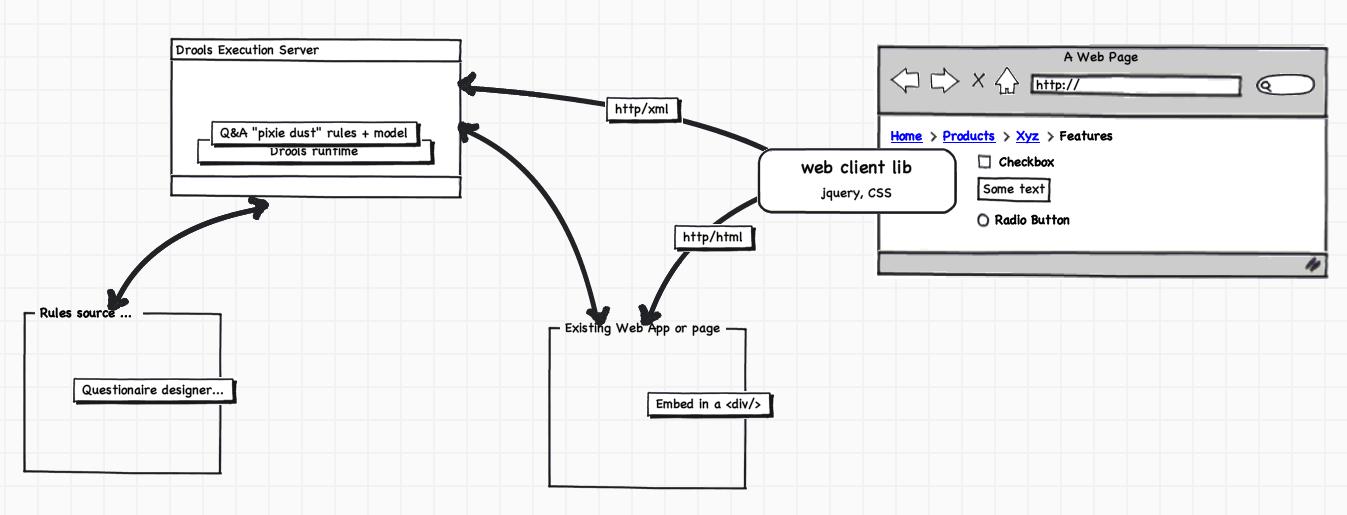 Drools Execution Server
Q&A "pixie dust" rules + model
Drools runtime
http/xml
web client lib
jquery, CSS
http/html
A Web Page
http://
Home > Products > Xyz > Features
Checkbox
Some text
Radio Button
Rules source ...
Questionaire designer...
Existing Web App or page
Embed in a <div/>